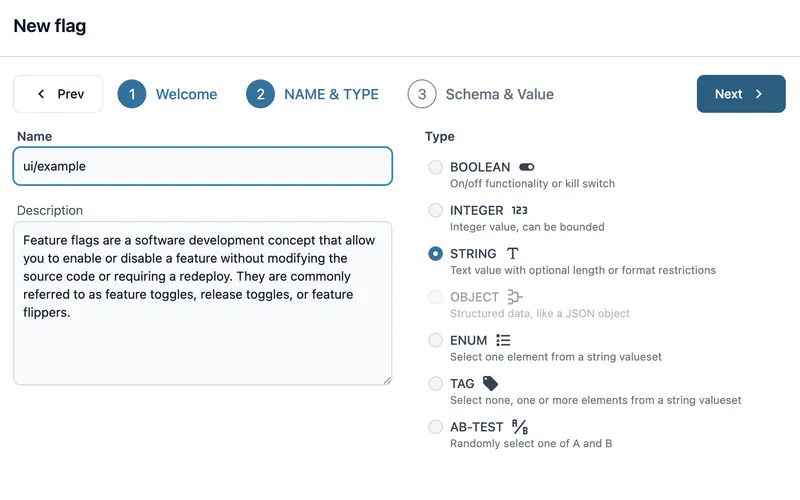 New flag
Prev
1 Welcome
2 NAME & TYPE
3 Schema & Value
Next
Name
ui/example
Description
Feature flags are a software development concept that allow
you to enable or disable a feature without modifying the
source code or requiring a redeploy. They are commonly
referred to as feature toggles, release toggles, or feature
flippers.
Type
BOOLEAN
On/off functionality or kill switch
INTEGER 123
Integer value, can be bounded
STRING T
Text value with optional length or format restrictions
OBJECT
Structured data, like a JSON object
ENUM
Select one element from a string valueset
TAG
Select none, one or more elements from a string valueset
AB-TEST A/B
Randomly select one of A and B